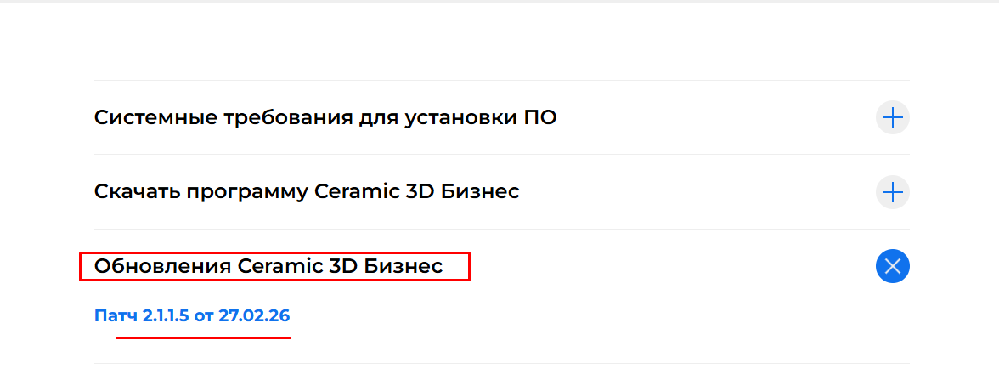 Системные требования для установки ПО
Скачать программу Ceramic 3D Бизнес
Обновления Ceramic 3D Бизнес
Патч 2.1.1.5 от 27.02.26